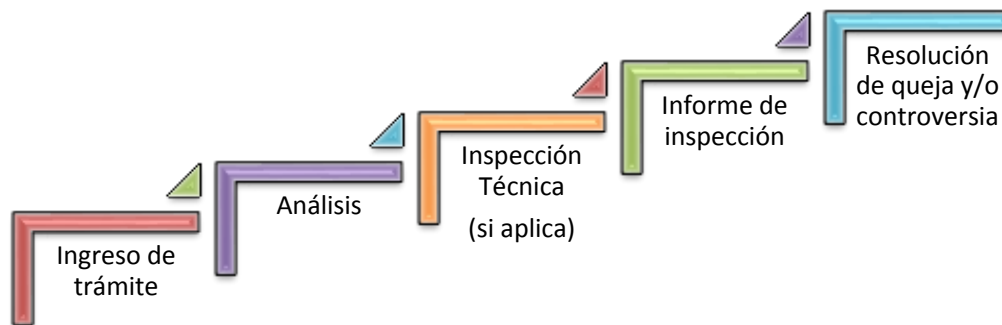 Ingreso de
trámite
Análisis
Inspección
Técnica
(si aplica)
Informe de
inspección
Resolución
de queja y/o
controversia